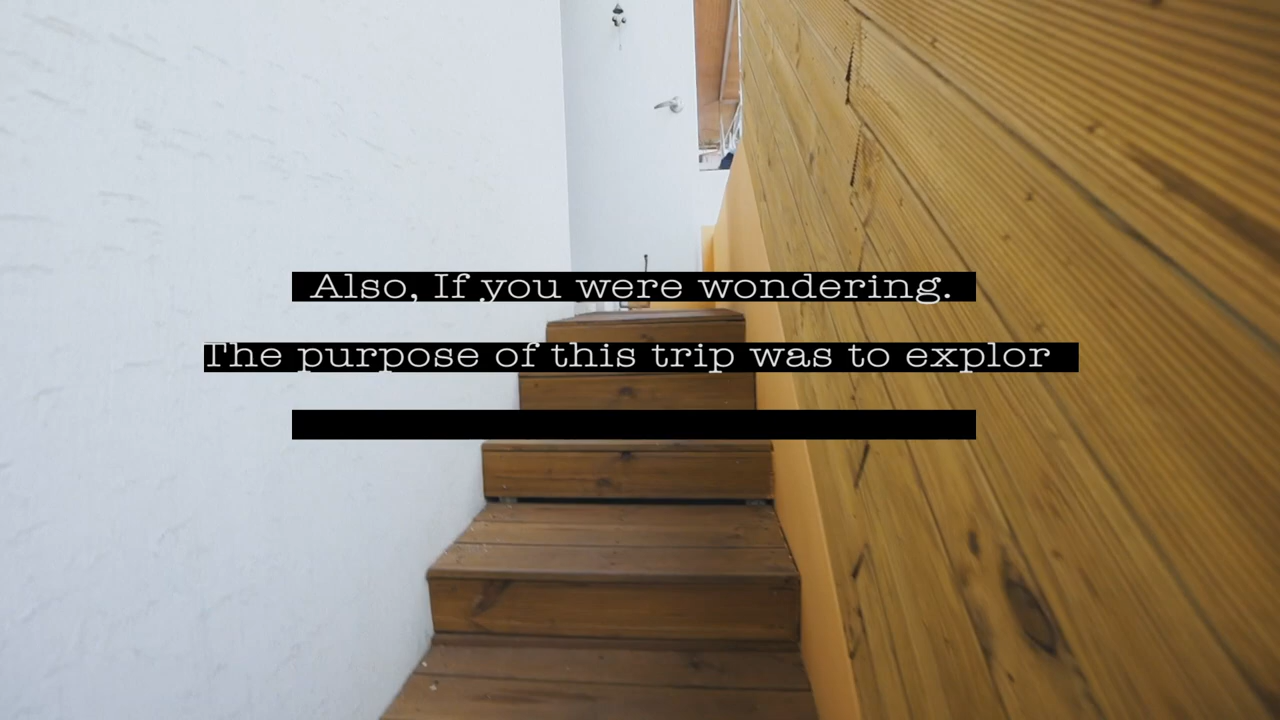 Also, If you were wondering.
The purpose of this trip was to explor